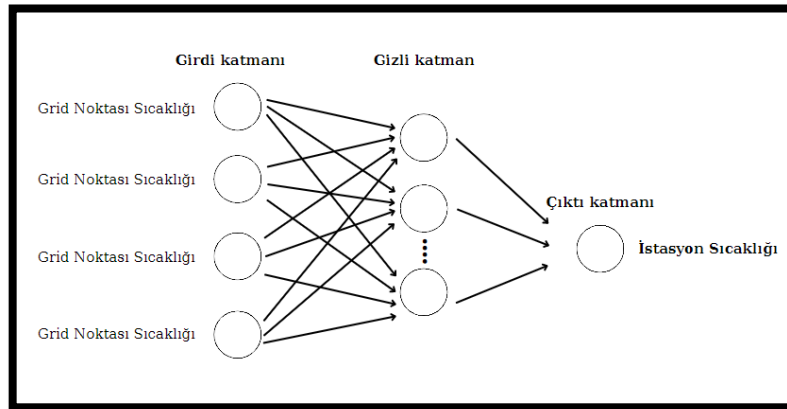 Girdi katmanı
Gizli katman
Grid Noktası Sıcaklığı
Grid Noktası Sıcaklığı
Çıktı katmanı
İstasyon Sıcaklığı
Grid Noktası Sıcaklığı
Grid Noktası Sıcaklığı